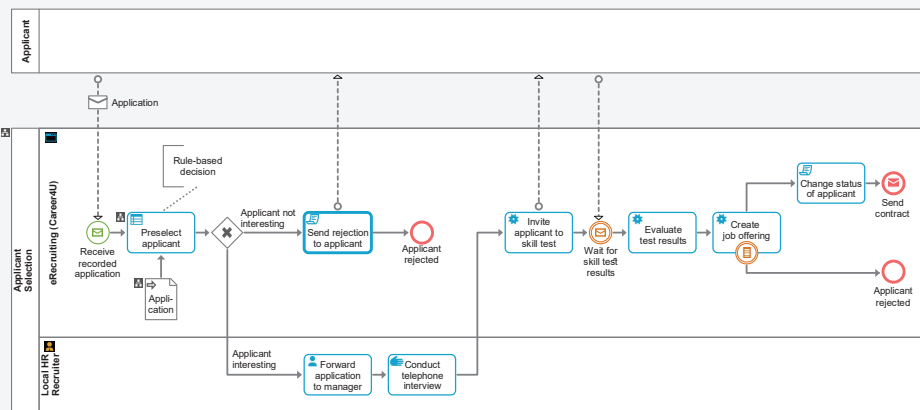 Applicant
Application
Applicant
Selection
eRecruiting (Career4U)
Rule-based
decision
Receive
recorded
application
Preselect
applicant
Appli-
cation
Applicant not
interesting
Send rejection
to applicant
Applicant
rejected
Invite
applicant to
skill test
Wait for
skill test
results
Evaluate
test results
Create
job offering
Change status
of applicant
Send
contract
Applicant
rejected
Local HR
Recruiter
Applicant
interesting
Forward
application
to manager
Conduct
telephone
interview